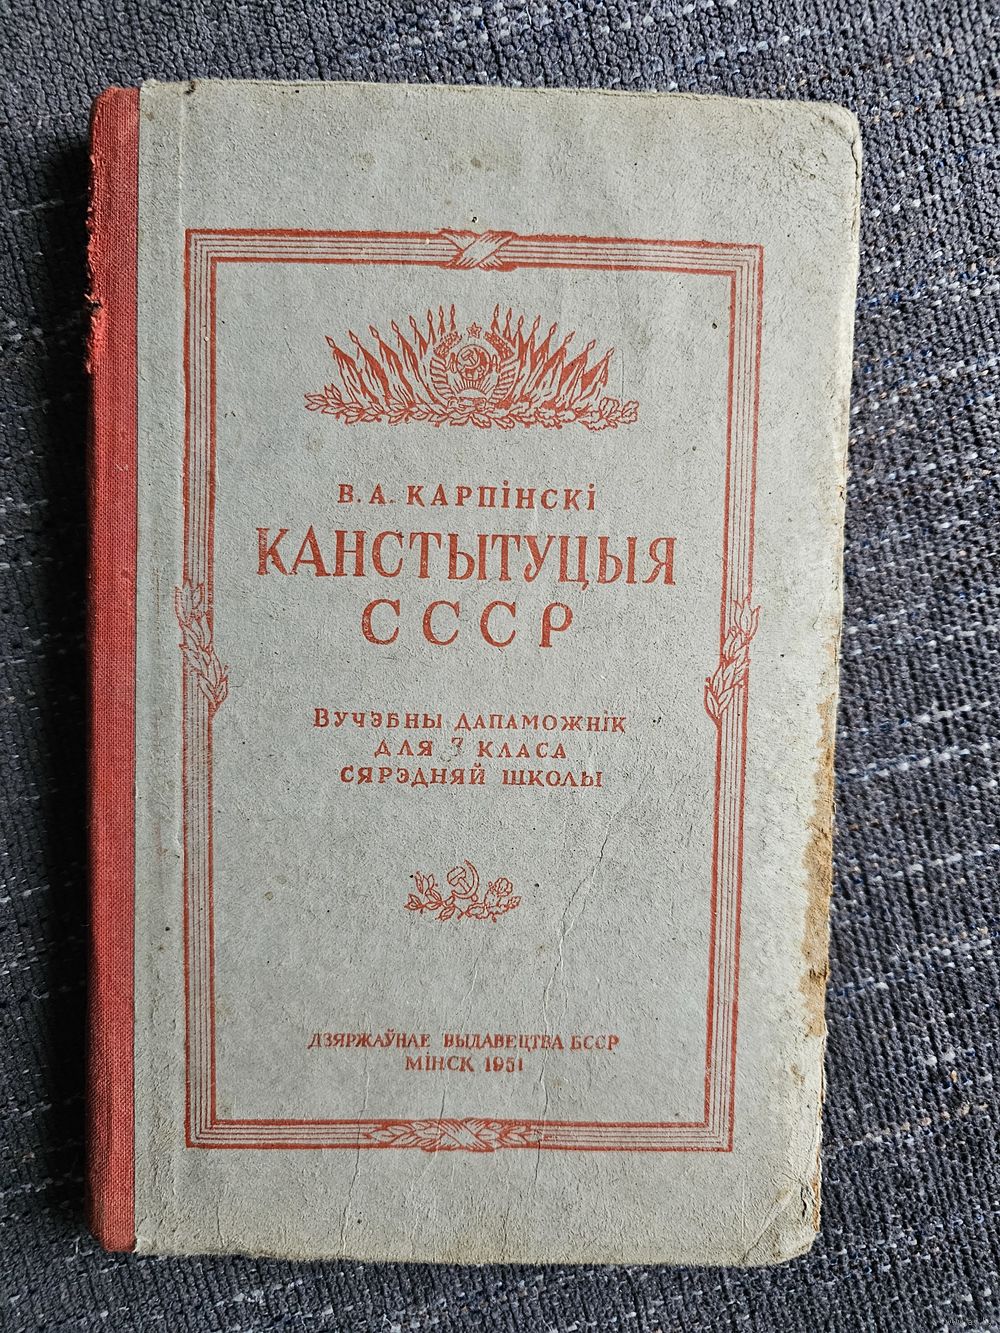 В. А. КАРПІНСКІ
КАНСТЫТУЦЫЯ
СССР
ВУЧЭБНЫ ДАПАМОЖНІК
ДЛЯ 7 КЛАСА
СЯРЭДНЯЙ ШКОЛЫ
ДЗЯРЖАЎНАЕ ВЫДАВЕЦТВА БССР
МІНСК 1951